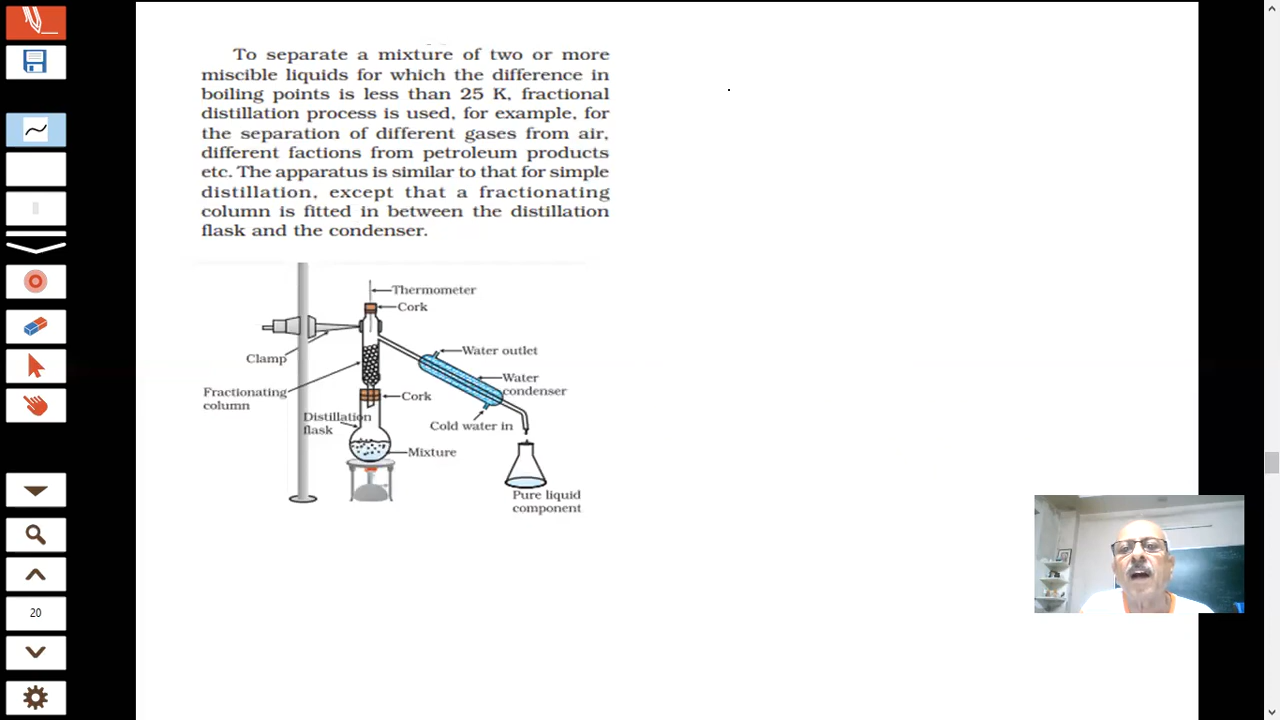 To separate a mixture of two or more
miscible liquids for which the difference in
boiling points is less than 25 K, fractional
distillation process is used, for example, for
the separation of different gases from air,
different factions from petroleum products
etc. The apparatus is similar to that for simple
distillation, except that a fractionating
column is fitted in between the distillation
flask and the condenser.
Thermometer
Cork
Clamp
Water outlet
Water
condenser
Fractionating
column
Cork
Distillation
flask
Cold water in
Mixture
Pure liquid
component
20